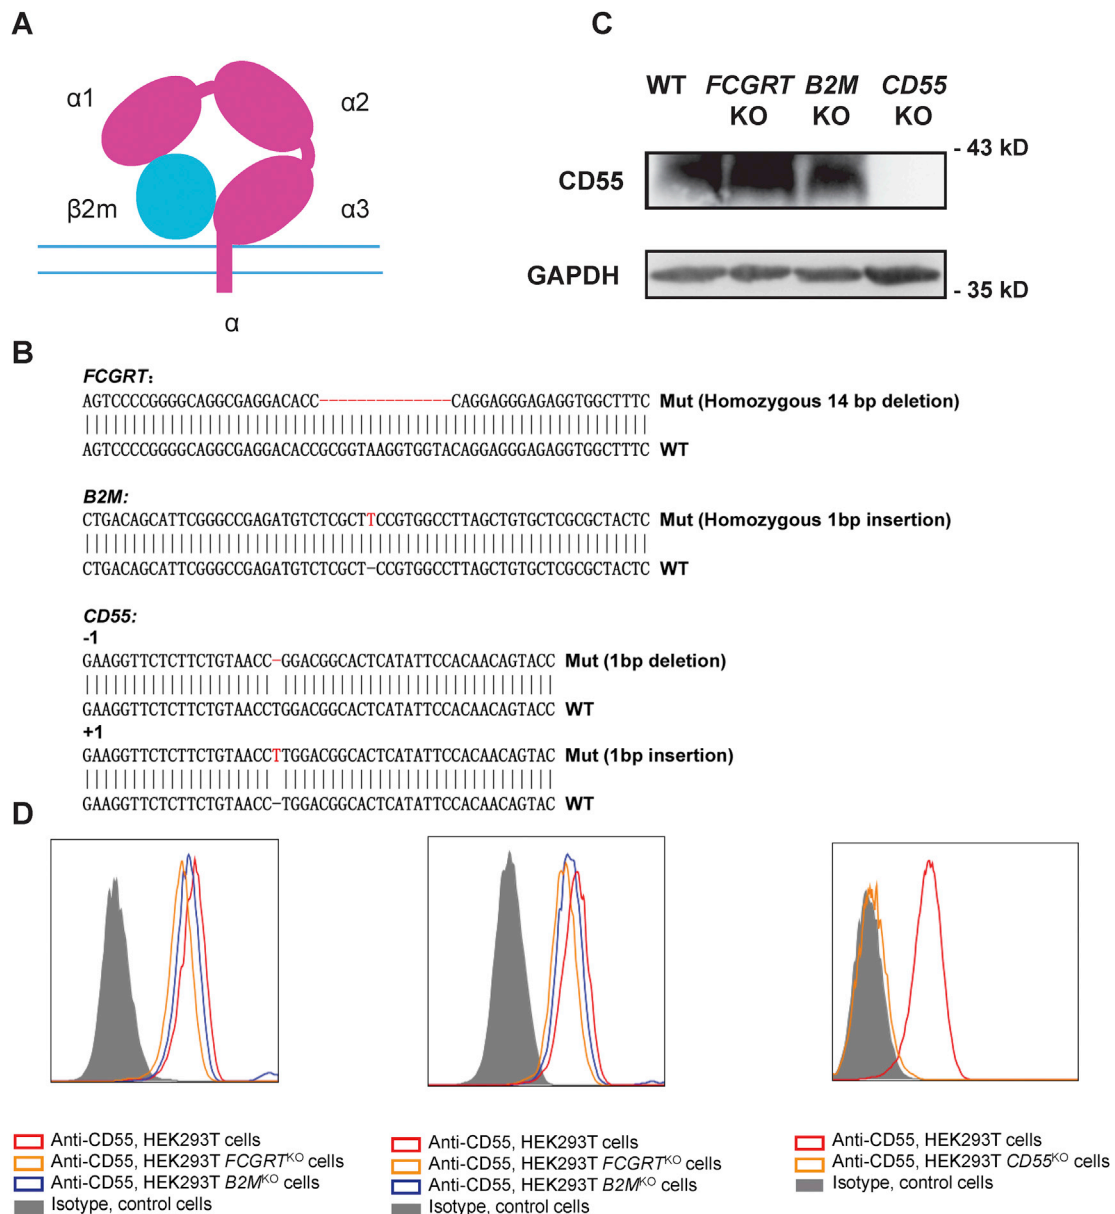 A
α1
α2
β2m
α3
α
C
WT FCGRT KO B2M KO CD55 KO
- 43 kD
CD55
GAPDH
- 35 kD
B
FCGRT:
AGTCCCCGGGGCAGGCGAGGACACC--------------CAGGAGGGAGAGGTGGCTTTC Mut (Homozygous 14 bp deletion)
AGTCCCCGGGGCAGGCGAGGACACCGCGGTAAGGTGGTACAGGAGGGAGAGGTGGCTTTC WT
B2M:
CTGACAGCATTCGGGCCGAGATGTCTCGCTTCCGTGGCCTTAGCTGTGCTCGCGCTACTC Mut (Homozygous 1bp insertion)
CTGACAGCATTCGGGCCGAGATGTCTCGCT-CCGTGGCCTTAGCTGTGCTCGCGCTACTC WT
CD55:
-1
GAAGGTTCTCTTCTGTAACC-GGACGGCACTCATATTCCACAACAGTACC Mut (1bp deletion)
GAAGGTTCTCTTCTGTAACCTGGACGGCACTCATATTCCACAACAGTACC WT
+1
GAAGGTTCTCTTCTGTAACCTTGGACGGCACTCATATTCCACAACAGTAC Mut (1bp insertion)
GAAGGTTCTCTTCTGTAACC-TGGACGGCACTCATATTCCACAACAGTAC WT
D
Anti-CD55, HEK293T cells
Anti-CD55, HEK293T FCGRTKO cells
Anti-CD55, HEK293T B2MKO cells
Isotype, control cells
Anti-CD55, HEK293T cells
Anti-CD55, HEK293T FCGRTKO cells
Anti-CD55, HEK293T B2MKO cells
Isotype, control cells
Anti-CD55, HEK293T cells
Anti-CD55, HEK293T CD55KO cells
Isotype, control cells